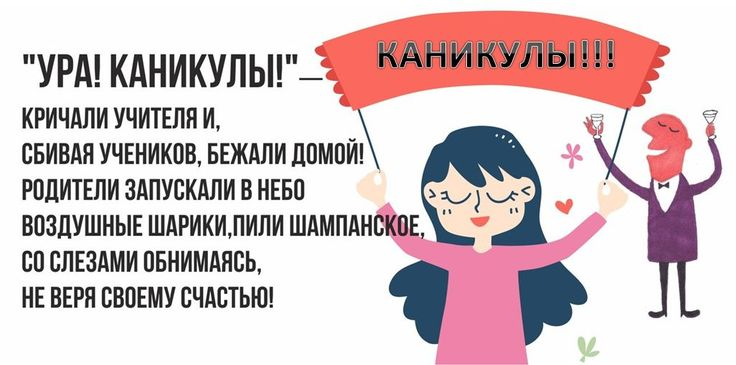 "УРА! КАНИКУЛЫ!"—
КРИЧАЛИ УЧИТЕЛЯ И,
СБИВАЯ УЧЕНИКОВ, БЕЖАЛИ ДОМОЙ!
РОДИТЕЛИ ЗАПУСКАЛИ В НЕБО
ВОЗДУШНЫЕ ШАРИКИ,ПИЛИ ШАМПАНСКОЕ,
СО СЛЕЗАМИ ОБНИМАЯСЬ,
НЕ ВЕРЯ СВОЕМУ СЧАСТЬЮ!
КАНИКУЛЫ!!!